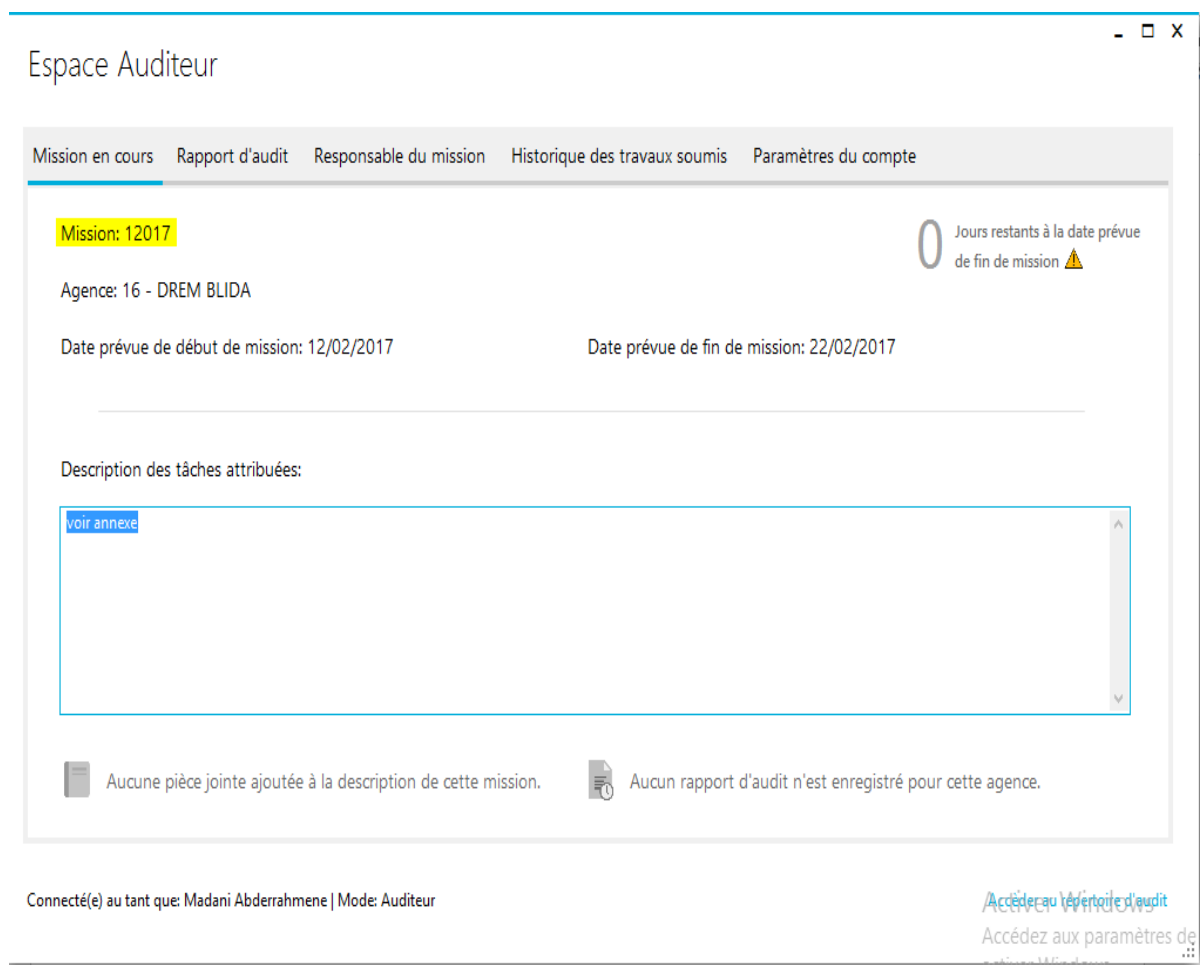 Espace Auditeur
Mission en cours Rapport d'audit Responsable du mission Historique des travaux soumis Paramètres du compte
Mission: 12017
0 Jours restants à la date prévue
de fin de mission
Agence: 16 - DREM BLIDA
Date prévue de début de mission: 12/02/2017 Date prévue de fin de mission: 22/02/2017
Description des tâches attribuées:
voir annexe
Aucune pièce jointe ajoutée à la description de cette mission. Aucun rapport d'audit n'est enregistré pour cette agence.
Connecté(e) au tant que: Madani Abderrahmene | Mode: Auditeur
Accéder au répertoire d'audit
Activer Windows
Accédez aux paramètres de
activer Windows